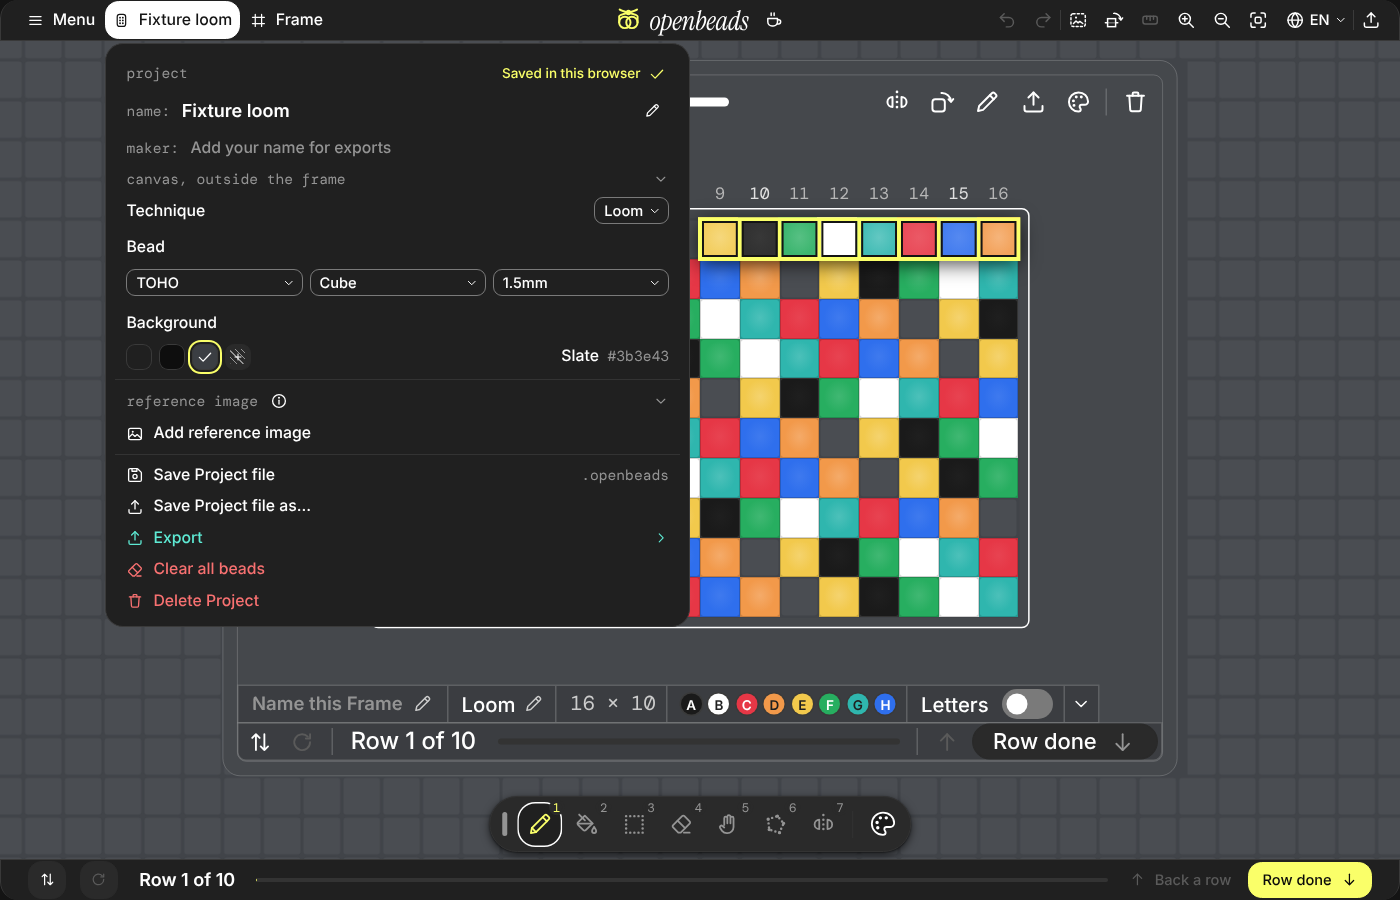 Menu
Fixture loom
Frame
openbeads
EN
project
Saved in this browser
name: Fixture loom
maker: Add your name for exports
canvas, outside the frame
Technique
Loom
Bead
TOHO
Cube
1.5mm
Background
Slate #3b3e43
reference image
Add reference image
Save Project file
.openbeads
Save Project file as...
Export
Clear all beads
Delete Project
9 10 11 12 13 14 15 16
Name this Frame
Loom
16 × 10
A B C D E F G H
Letters
Row 1 of 10
Row done
1 2 3 4 5 6 7
Row 1 of 10
Back a row
Row done